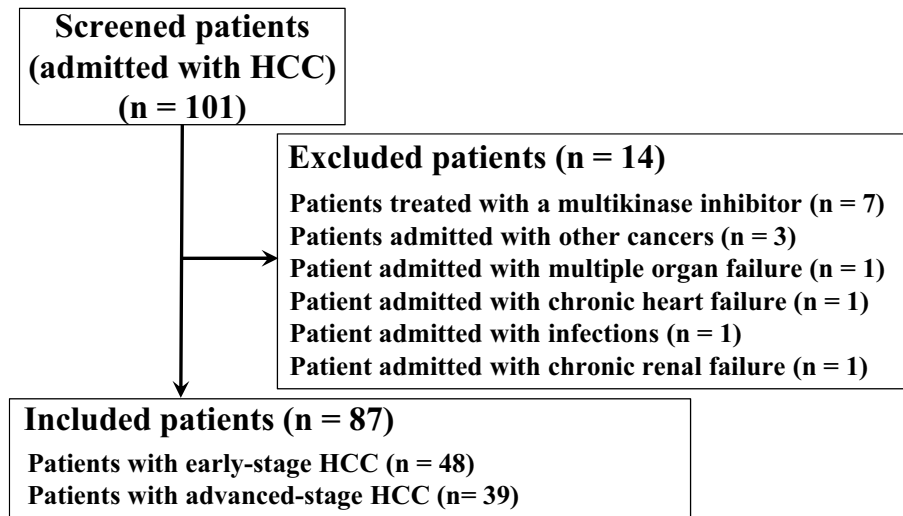 Screened patients
(admitted with HCC)
(n = 101)
Excluded patients (n = 14)
Patients treated with a multikinase inhibitor (n = 7)
Patients admitted with other cancers (n = 3)
Patient admitted with multiple organ failure (n = 1)
Patient admitted with chronic heart failure (n = 1)
Patient admitted with infections (n = 1)
Patient admitted with chronic renal failure (n = 1)
Included patients (n = 87)
Patients with early-stage HCC (n = 48)
Patients with advanced-stage HCC (n= 39)